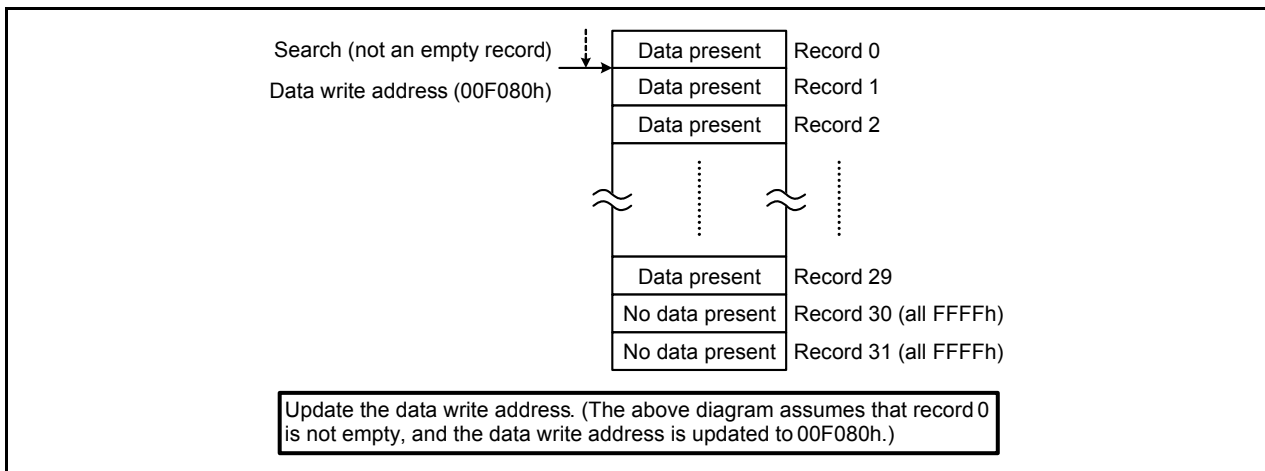 Search (not an empty record)
Data write address (00F080h)
Data present Record 0
Data present Record 1
Data present Record 2
Data present Record 29
No data present Record 30 (all FFFFh)
No data present Record 31 (all FFFFh)
Update the data write address. (The above diagram assumes that record 0
is not empty, and the data write address is updated to 00F080h.)